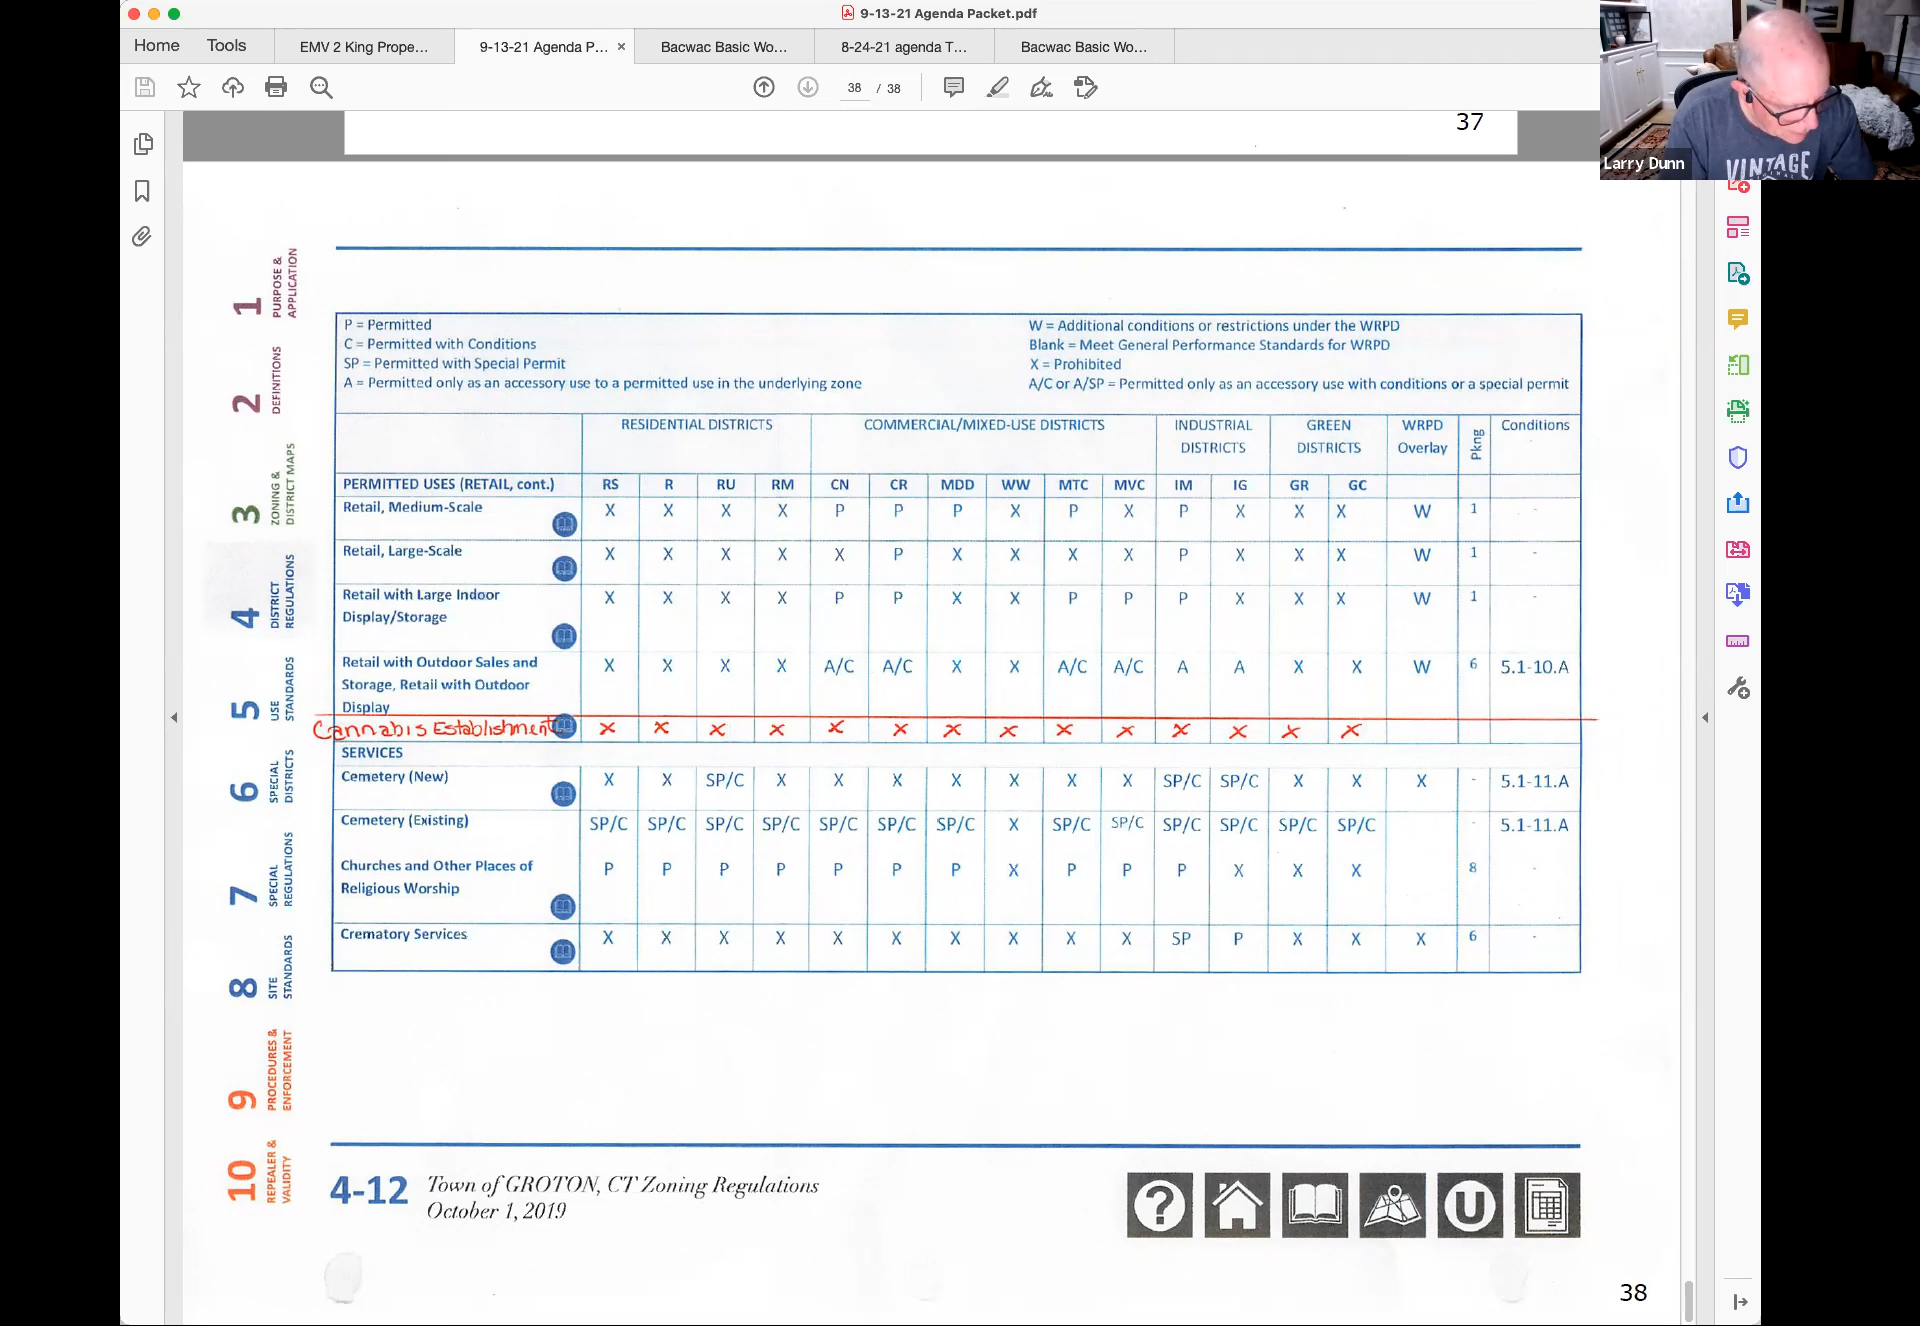 9-13-21 Agenda Packet.pdf
Home Tools EMV 2 King Prope... 9-13-21 Agenda P... × Bacwac Basic Wo... 8-24-21 agenda T... Bacwac Basic Wo...
38 / 38
37
Larry Dunn
VINTAGE
1 PURPOSE & APPLICATION
2 DEFINITIONS
3 ZONING & DISTRICT MAPS
4 DISTRICT REGULATIONS
5 USE STANDARDS
6 SPECIAL DISTRICTS
7 SPECIAL REGULATIONS
8 SITE STANDARDS
9 PROCEDURES & ENFORCEMENT
10 REPEALER & VALIDITY
P = Permitted
C = Permitted with Conditions
SP = Permitted with Special Permit
A = Permitted only as an accessory use to a permitted use in the underlying zone
W = Additional conditions or restrictions under the WRPD
Blank = Meet General Performance Standards for WRPD
X = Prohibited
A/C or A/SP = Permitted only as an accessory use with conditions or a special permit
RESIDENTIAL DISTRICTS COMMERCIAL/MIXED-USE DISTRICTS INDUSTRIAL DISTRICTS GREEN DISTRICTS WRPD Overlay Pkng Conditions
PERMITTED USES (RETAIL, cont.) RS R RU RM CN CR MDD WW MTC MVC IM IG GR GC
Retail, Medium-Scale X X X X P P P X P X P X X X W 1 -
Retail, Large-Scale X X X X X P X X X X P X X X W 1 -
Retail with Large Indoor
Display/Storage X X X X P P X X P P P X X X W 1 -
Retail with Outdoor Sales and
Storage, Retail with Outdoor
Display X X X X A/C A/C X X A/C A/C A A X X W 6 5.1-10.A
Cannabis Establishment X X X X X X X X X X X X X X
SERVICES
Cemetery (New) X X SP/C X X X X X X X SP/C SP/C X X X - 5.1-11.A
Cemetery (Existing) SP/C SP/C SP/C SP/C SP/C SP/C SP/C X SP/C SP/C SP/C SP/C SP/C SP/C - 5.1-11.A
Churches and Other Places of
Religious Worship P P P P P P P X P P P X X X 8 -
Crematory Services X X X X X X X X X X SP P X X X 6 -
4-12 Town of GROTON, CT Zoning Regulations
October 1, 2019
? U
38